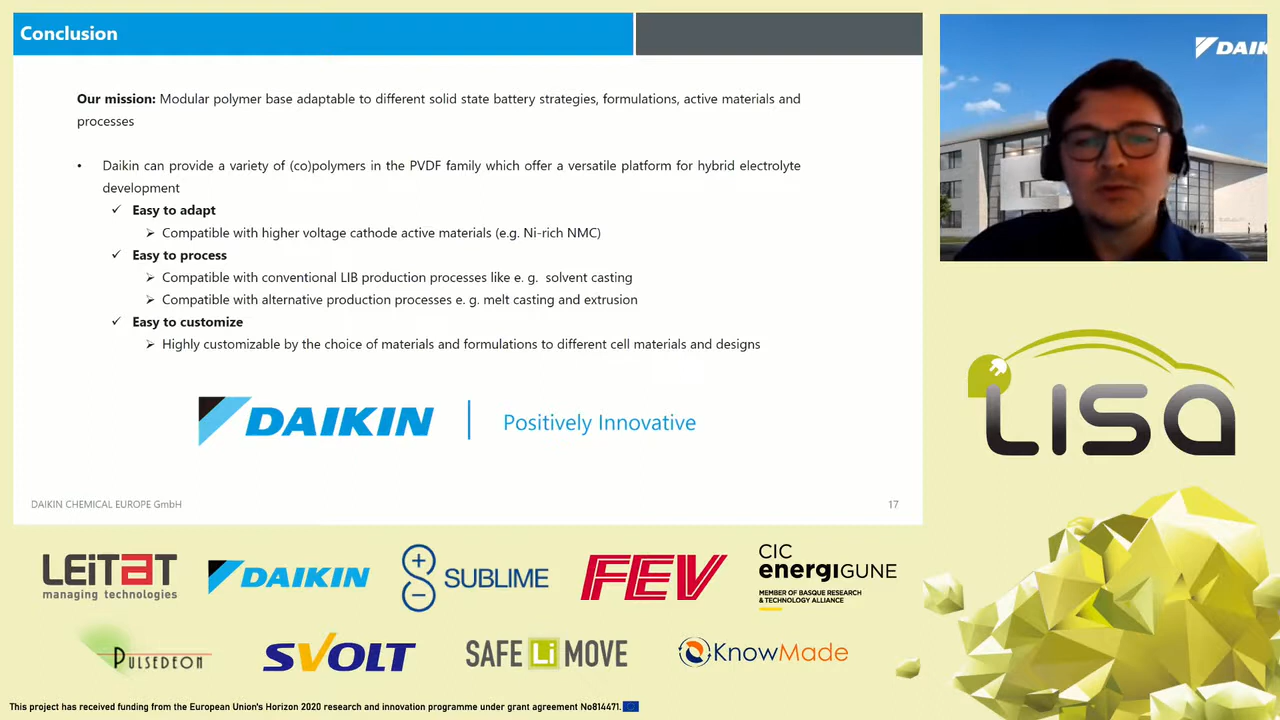 Conclusion
Our mission: Modular polymer base adaptable to different solid state battery strategies, formulations, active materials and
processes
• Daikin can provide a variety of (co)polymers in the PVDF family which offer a versatile platform for hybrid electrolyte
development
✓ Easy to adapt
➢ Compatible with higher voltage cathode active materials (e.g. Ni-rich NMC)
✓ Easy to process
➢ Compatible with conventional LIB production processes like e. g. solvent casting
➢ Compatible with alternative production processes e. g. melt casting and extrusion
✓ Easy to customize
➢ Highly customizable by the choice of materials and formulations to different cell materials and designs
DAIKIN
Positively Innovative
DAIKIN CHEMICAL EUROPE GmbH
17
DAIK
LISA
LEITAT
managing technologies
DAIKIN
SUBLIME
FEV
CIC
energiGUNE
MEMBER OF BASQUE RESEARCH
& TECHNOLOGY ALLIANCE
PULSEDEON
SVOLT
SAFE Li MOVE
KnowMade
This project has received funding from the European Union's Horizon 2020 research and innovation programme under grant agreement No814471.